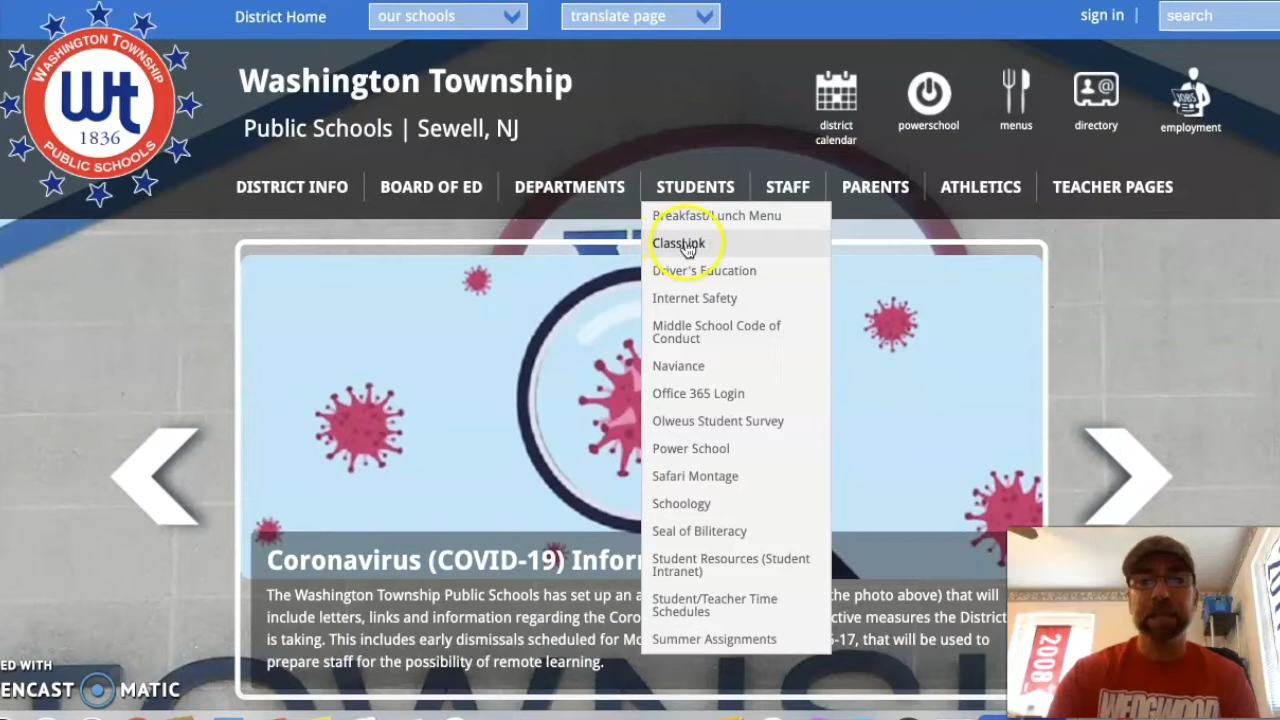 District Home
our schools
translate page
sign in |
search
WASHINGTON TOWNSHIP
wt
1836
PUBLIC SCHOOLS
Washington Township
Public Schools | Sewell, NJ
district
calendar
powerschool
menus
directory
JOBS
employment
DISTRICT INFO
BOARD OF ED
DEPARTMENTS
STUDENTS
STAFF
PARENTS
ATHLETICS
TEACHER PAGES
Breakfast/Lunch Menu
ClassLink
Driver's Education
Internet Safety
Middle School Code of
Conduct
Naviance
Office 365 Login
Olweus Student Survey
Power School
Safari Montage
Schoology
Seal of Biliteracy
Student Resources (Student
Intranet)
Student/Teacher Time
Schedules
Summer Assignments
Coronavirus (COVID-19) Infor
The Washington Township Public Schools has set up an a the photo above) that will
include letters, links and information regarding the Coro ctive measures the District
is taking. This includes early dismissals scheduled for Mo 6-17, that will be used to
prepare staff for the possibility of remote learning.
ED WITH
ENCAST MATIC
2008
WEDGWOOD